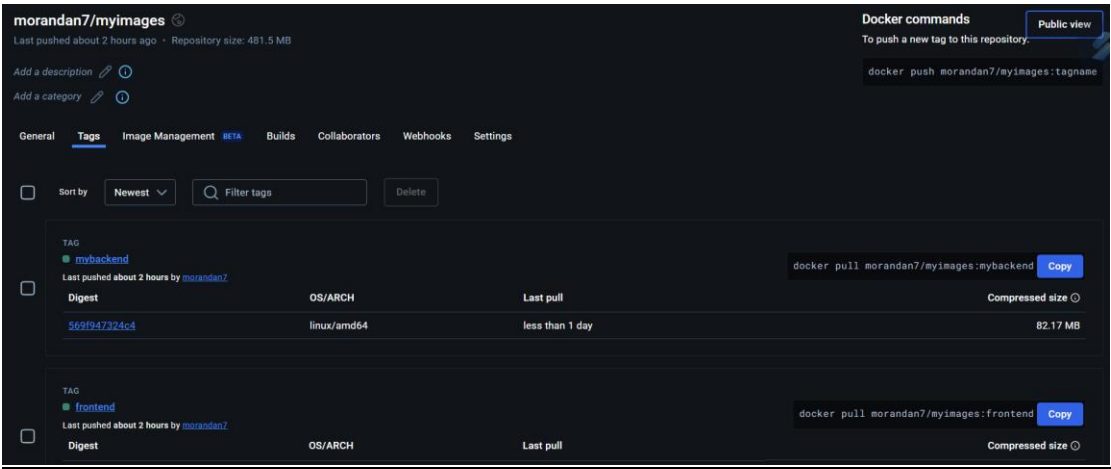 morandan7/myimages
Last pushed about 2 hours ago · Repository size: 481.5 MB
Add a description
Add a category
Docker commands
Public view
To push a new tag to this repository.
docker push morandan7/myimages:tagname
General Tags Image Management BETA Builds Collaborators Webhooks Settings
Sort by Newest Filter tags Delete
TAG
mybackend
Last pushed about 2 hours by morandan7
docker pull morandan7/myimages:mybackend Copy
Digest OS/ARCH Last pull Compressed size
569f947324c4 linux/amd64 less than 1 day 82.17 MB
TAG
frontend
Last pushed about 2 hours by morandan7
docker pull morandan7/myimages:frontend Copy
Digest OS/ARCH Last pull Compressed size